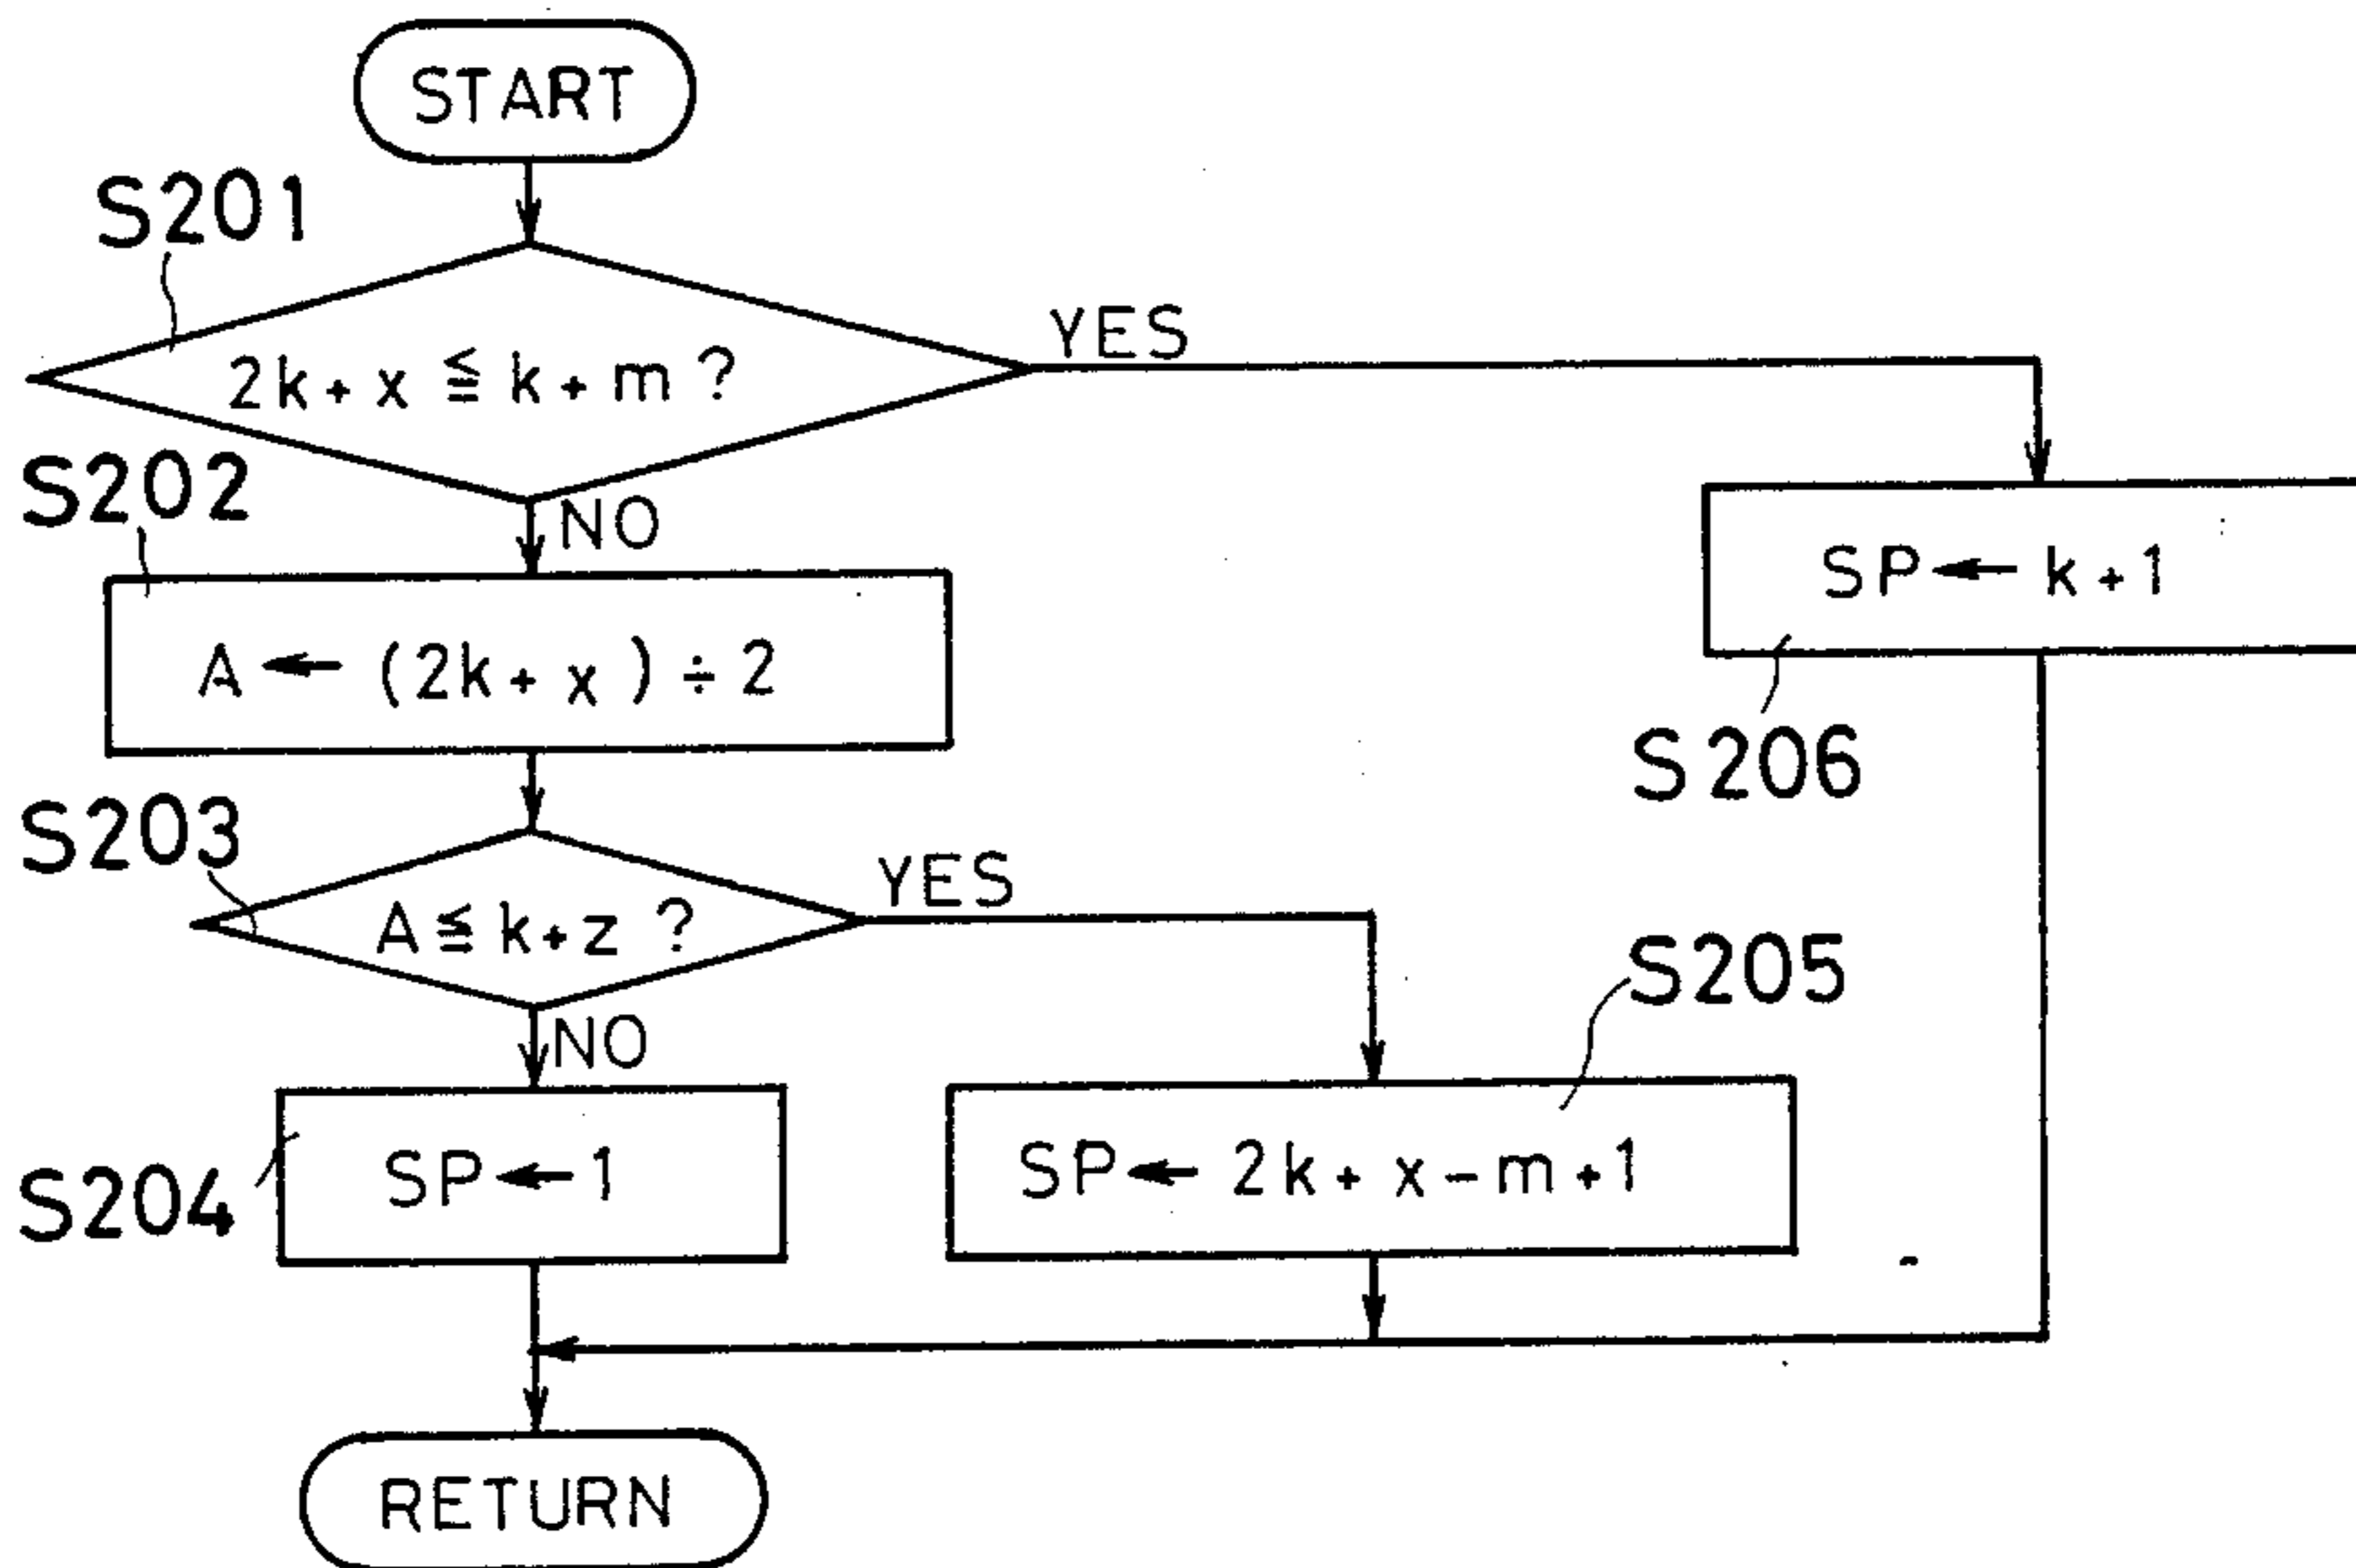 START
S201
YES
2k+x ≦ k+m ?
S202
NO
SP ← k+1
A ← (2k+x) ÷ 2
S206
S203
YES
A ≦ k+z ?
S205
NO
SP ← 1
SP ← 2k+x-m+1
S204
RETURN